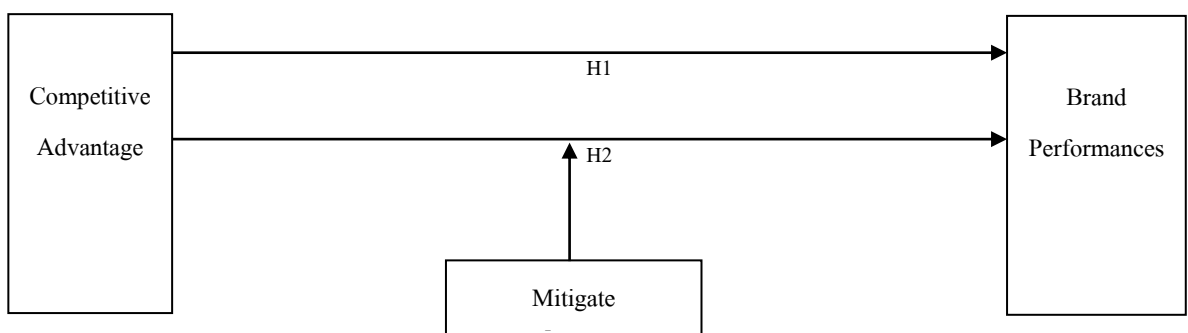 H1
Competitive
Advantage
Brand
Performances
H2
Mitigate